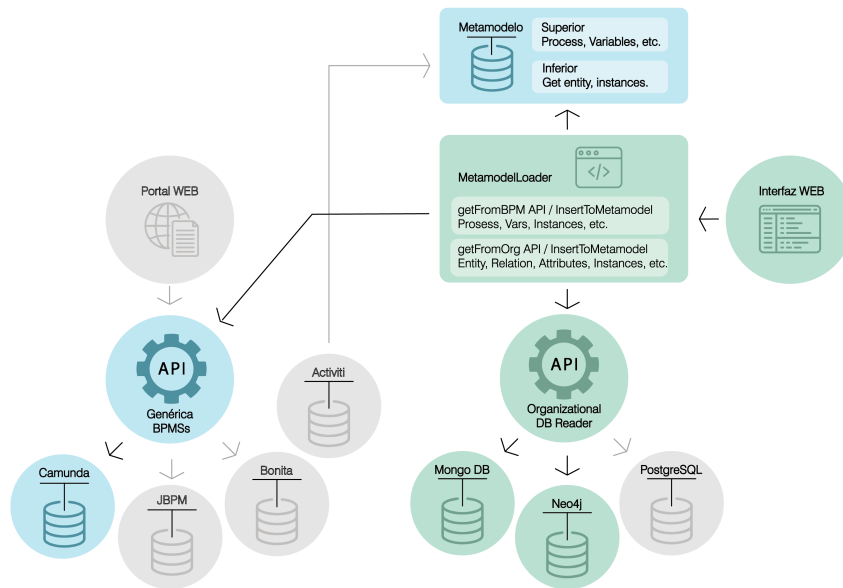 Metamodelo
Superior
Process, Variables, etc.
Inferior
Get entity, instances.
MetamodelLoader
</>
getFromBPM API / InsertToMetamodel
Prosess, Vars, Instances, etc.
getFromOrg API / InsertToMetamodel
Entity, Relation, Attributes, Instances, etc.
Portal WEB
Interfaz WEB
API
Genérica
BPMSs
Activiti
API
Organizational
DB Reader
Camunda
JBPM
Bonita
Mongo DB
Neo4j
PostgreSQL